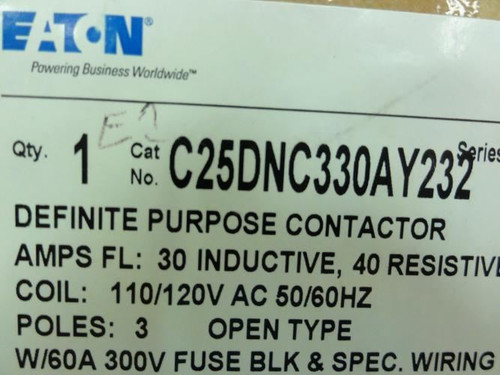 EATON
Powering Business Worldwide™
Qty. 1 Cat No. C25DNC330AY232 Series
DEFINITE PURPOSE CONTACTOR
AMPS FL: 30 INDUCTIVE, 40 RESISTIVE
COIL: 110/120V AC 50/60HZ
POLES: 3 OPEN TYPE
W/60A 300V FUSE BLK & SPEC. WIRING